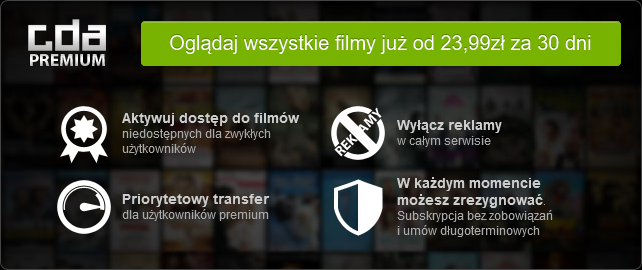 cda
PREMIUM
Oglądaj wszystkie filmy już od 23,99zł za 30 dni
Aktywuj dostęp do filmów
niedostępnych dla zwykłych
użytkowników
REKLAMY
Wyłącz reklamy
w całym serwisie
Priorytetowy transfer
dla użytkowników premium
W każdym momencie
możesz zrezygnować.
Subskrypcja bez zobowiązań
i umów długoterminowych